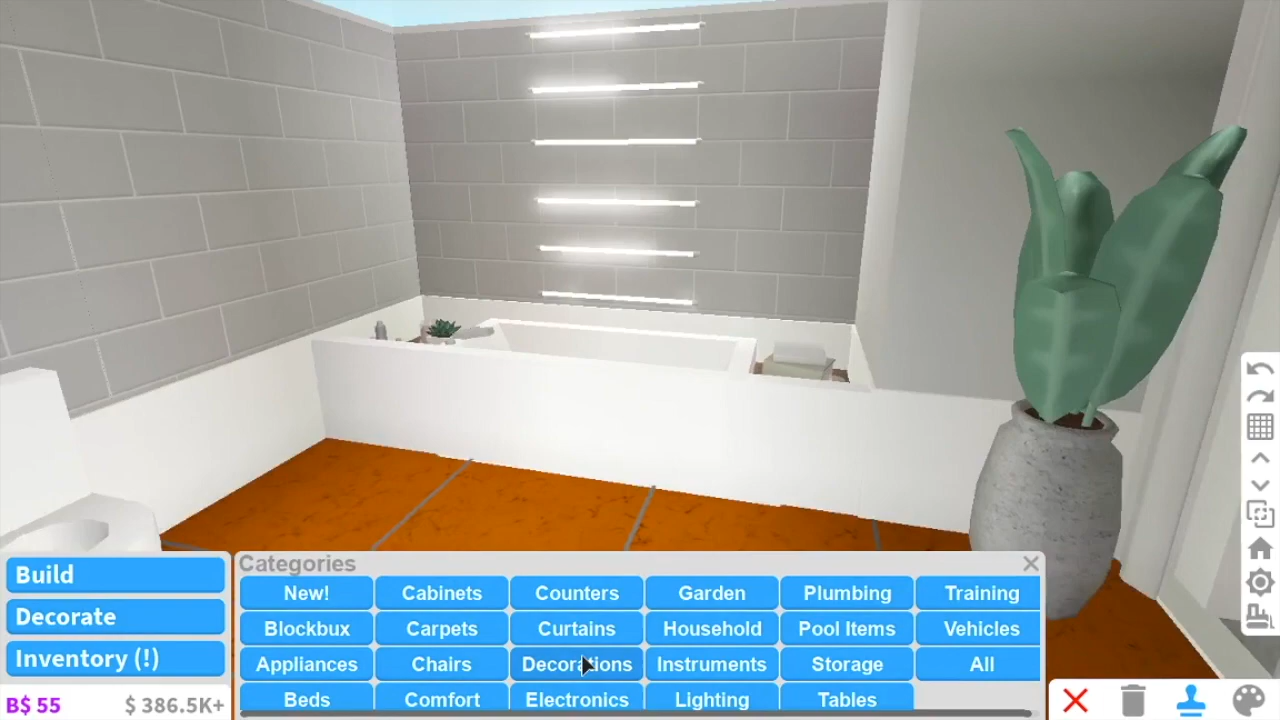 Build
Decorate
Inventory (!)
B$ 55 $ 386.5K+
Categories
New! Cabinets Counters Garden Plumbing Training
Blockbux Carpets Curtains Household Pool Items Vehicles
Appliances Chairs Decorations Instruments Storage All
Beds Comfort Electronics Lighting Tables